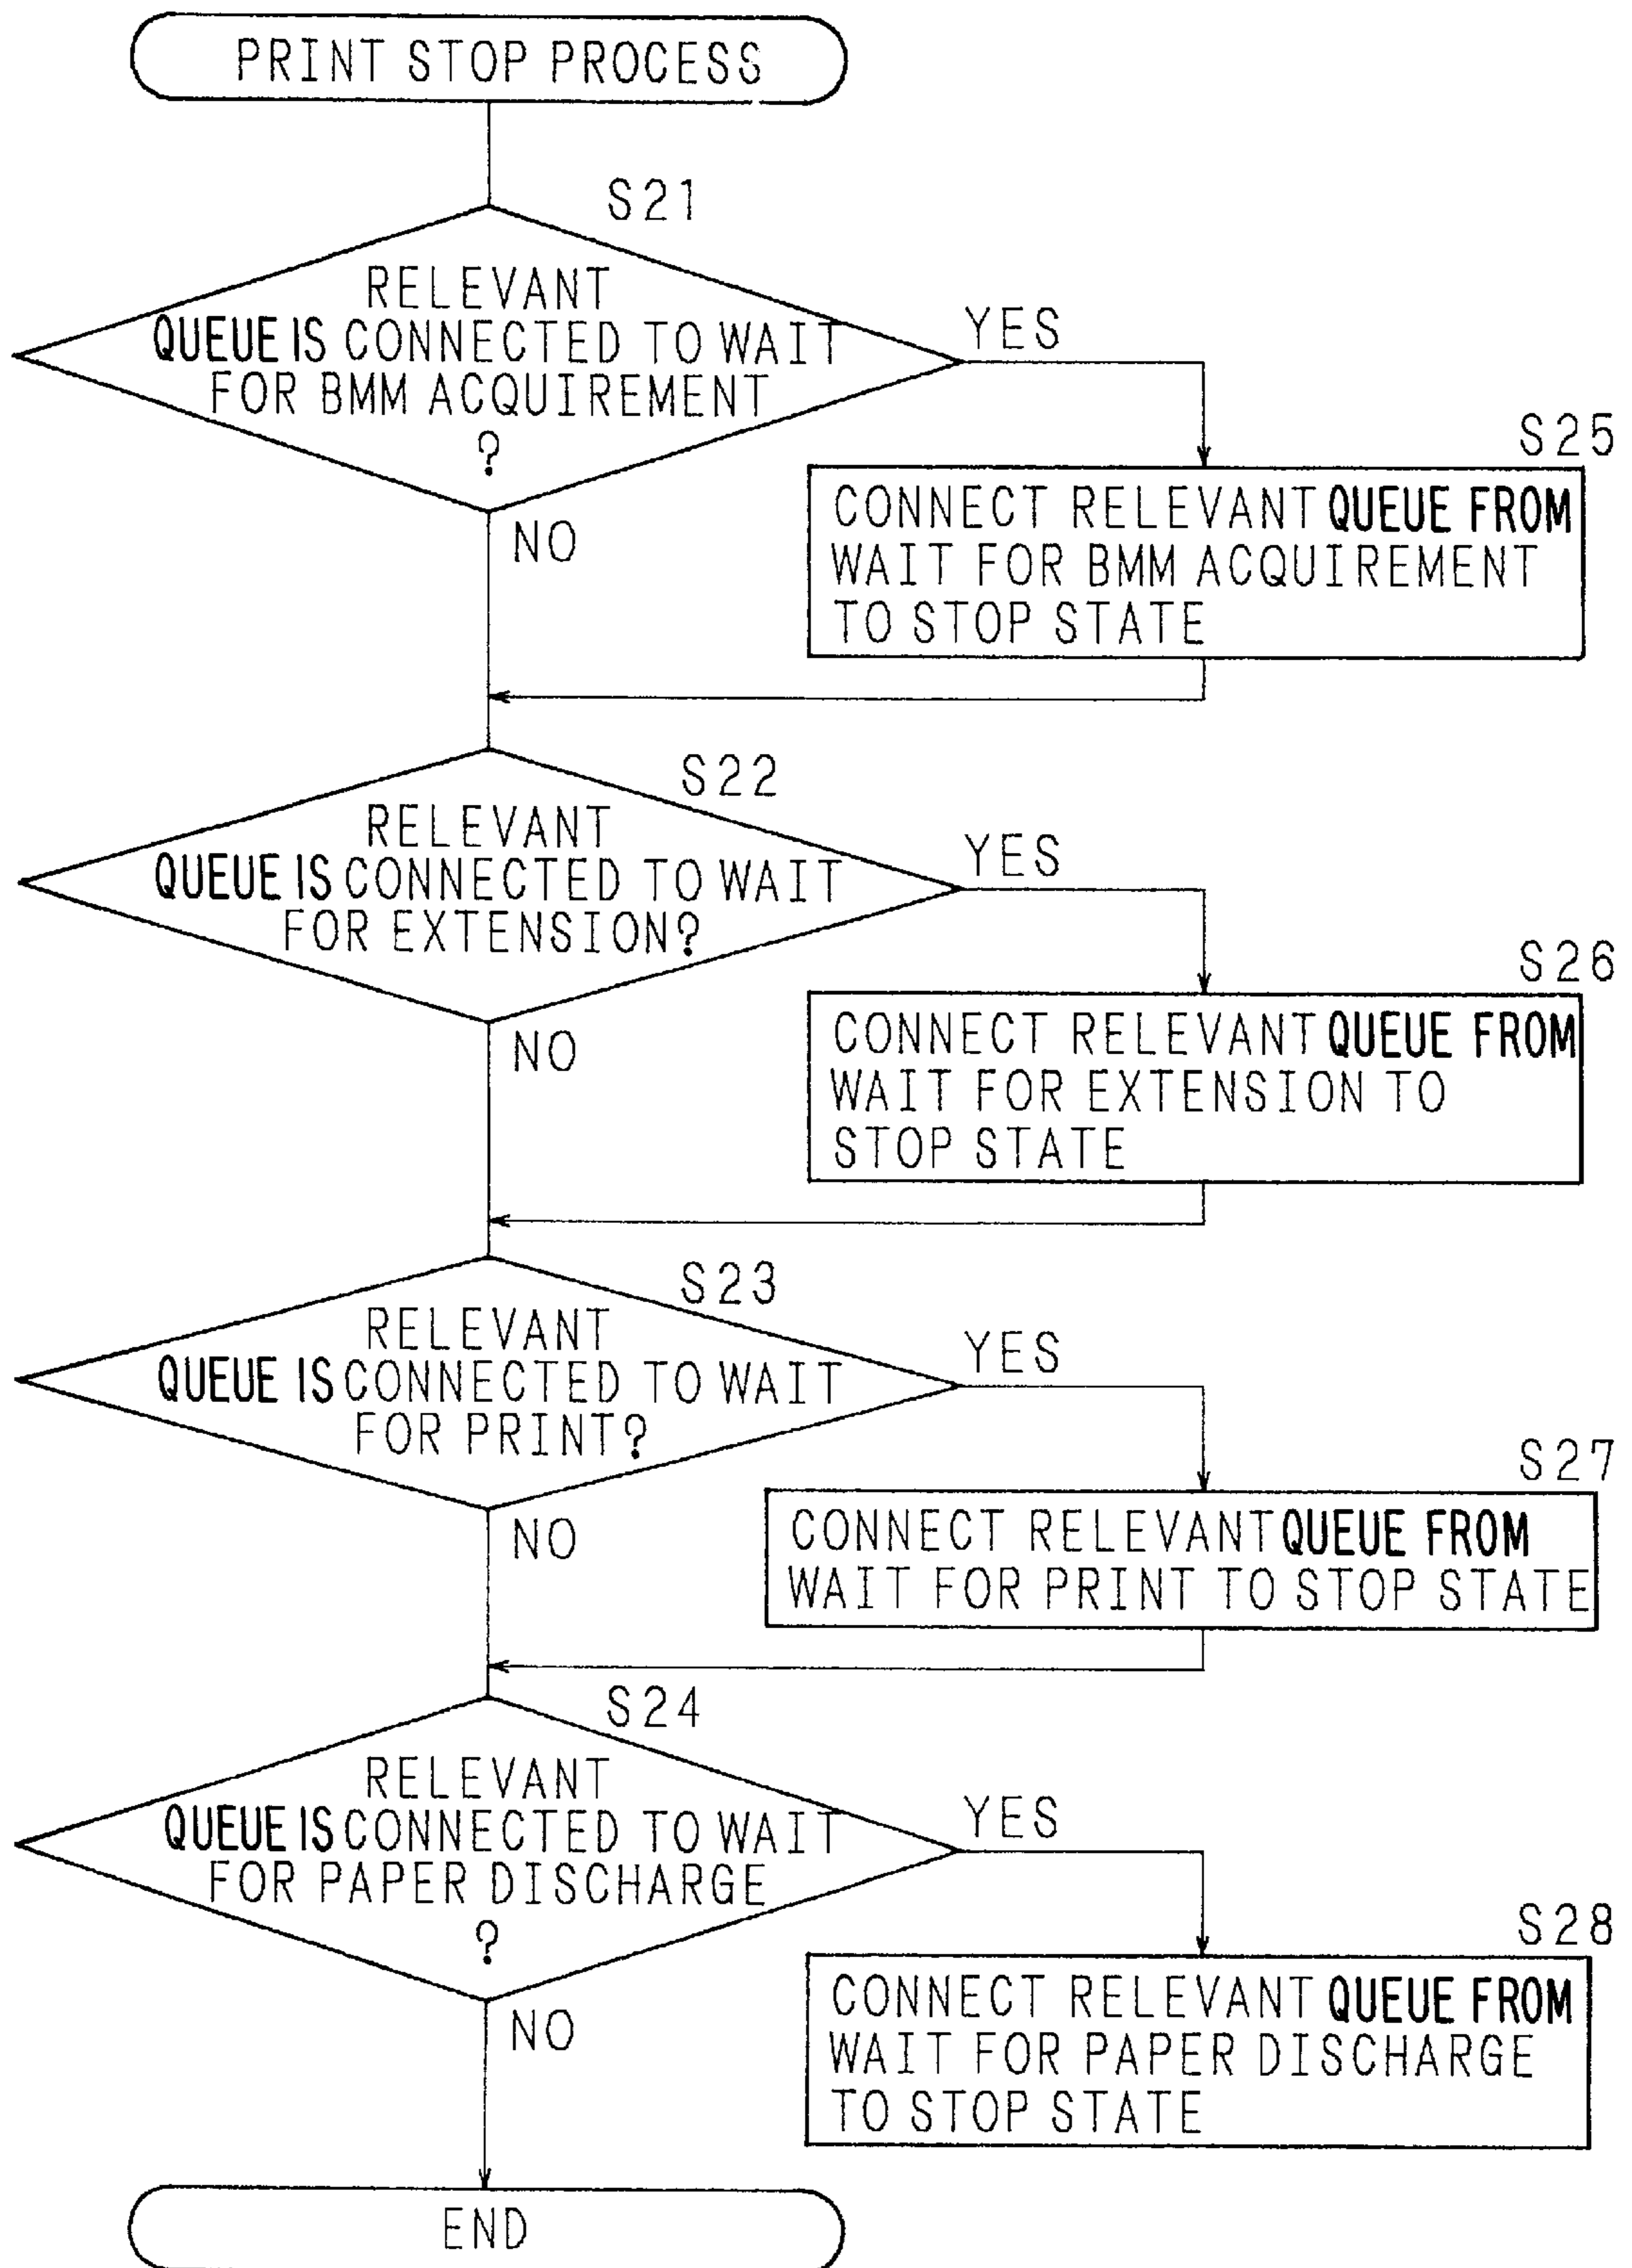 PRINT STOP PROCESS
S21
RELEVANT
QUEUE IS CONNECTED TO WAIT
FOR BMM ACQUIREMENT
?
YES
NO
S25
CONNECT RELEVANT QUEUE FROM
WAIT FOR BMM ACQUIREMENT
TO STOP STATE
S22
RELEVANT
QUEUE IS CONNECTED TO WAIT
FOR EXTENSION?
YES
NO
S26
CONNECT RELEVANT QUEUE FROM
WAIT FOR EXTENSION TO
STOP STATE
S23
RELEVANT
QUEUE IS CONNECTED TO WAIT
FOR PRINT?
YES
NO
S27
CONNECT RELEVANT QUEUE FROM
WAIT FOR PRINT TO STOP STATE
S24
RELEVANT
QUEUE IS CONNECTED TO WAIT
FOR PAPER DISCHARGE
?
YES
NO
S28
CONNECT RELEVANT QUEUE FROM
WAIT FOR PAPER DISCHARGE
TO STOP STATE
END